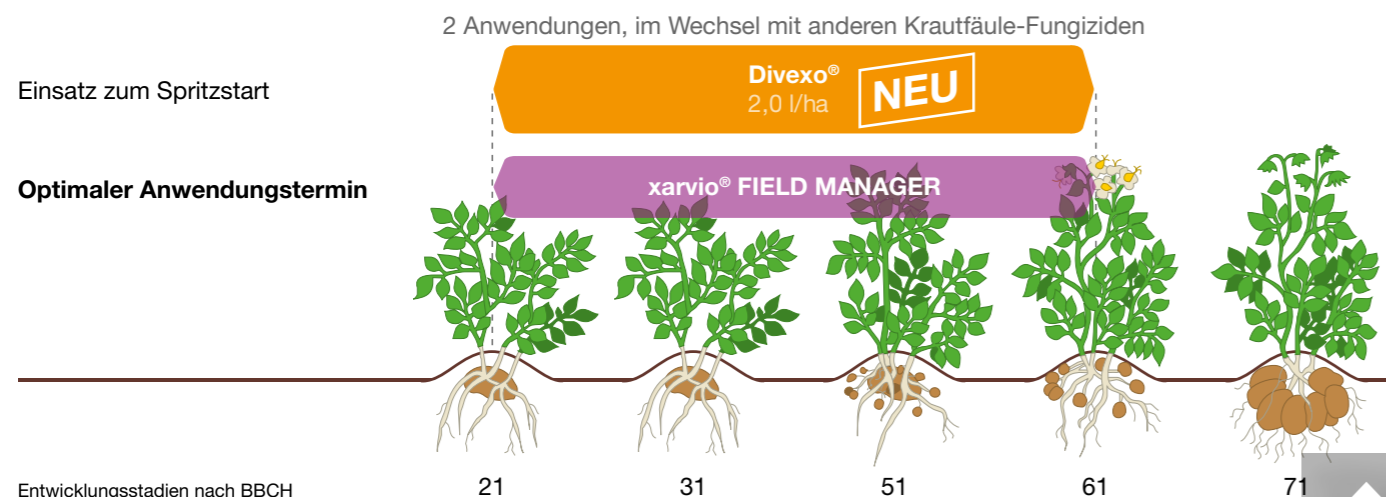 2 Anwendungen, im Wechsel mit anderen Krautfäule-Fungiziden
Einsatz zum Spritzstart
Divexo®
2,0 l/ha
NEU
Optimaler Anwendungstermin
xarvio® FIELD MANAGER
Entwicklungsstadien nach BBCH
21 31 51 61 71